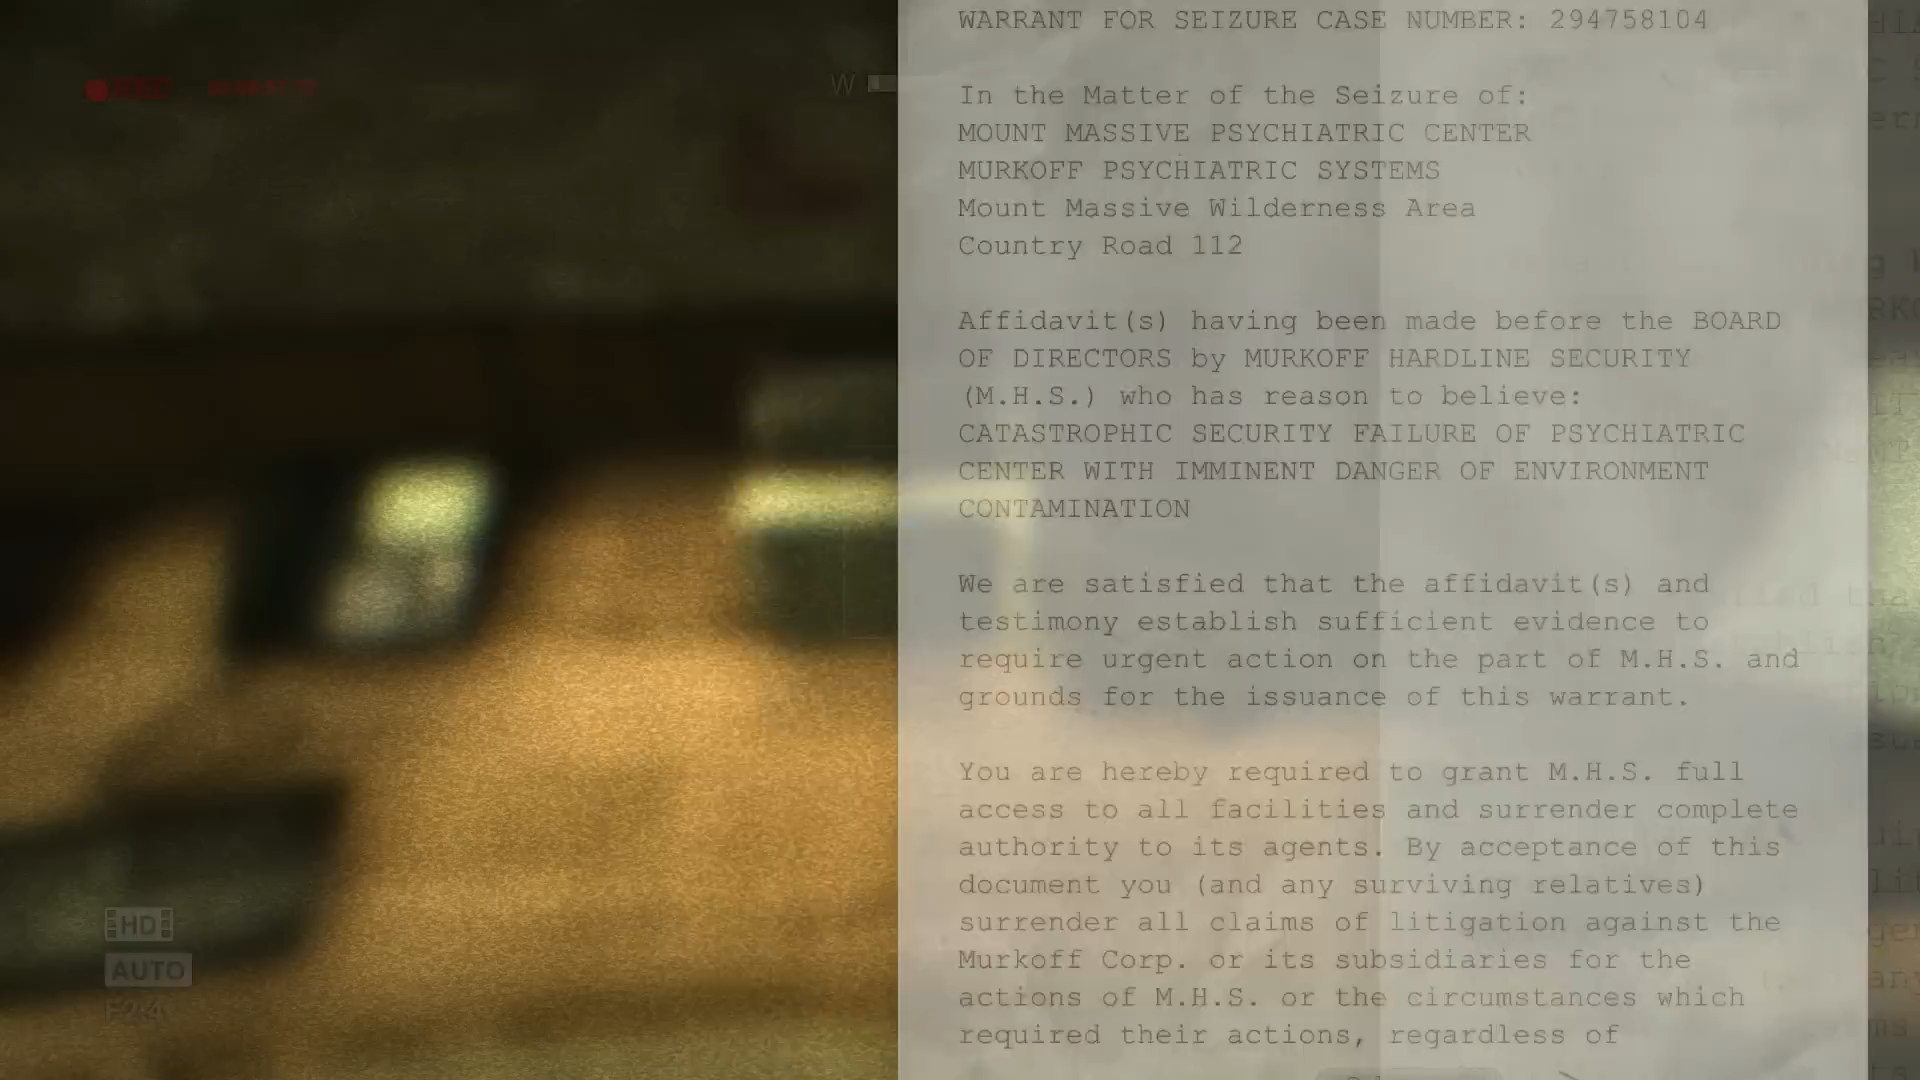 WARRANT FOR SEIZURE CASE NUMBER: 294758104
REC
W
In the Matter of the Seizure of:
MOUNT MASSIVE PSYCHIATRIC CENTER
MURKOFF PSYCHIATRIC SYSTEMS
Mount Massive Wilderness Area
Country Road 112
Affidavit(s) having been made before the BOARD
OF DIRECTORS by MURKOFF HARDLINE SECURITY
(M.H.S.) who has reason to believe:
CATASTROPHIC SECURITY FAILURE OF PSYCHIATRIC
CENTER WITH IMMINENT DANGER OF ENVIRONMENT
CONTAMINATION
We are satisfied that the affidavit(s) and
testimony establish sufficient evidence to
require urgent action on the part of M.H.S. and
grounds for the issuance of this warrant.
You are hereby required to grant M.H.S. full
access to all facilities and surrender complete
authority to its agents. By acceptance of this
document you (and any surviving relatives)
surrender all claims of litigation against the
Murkoff Corp. or its subsidiaries for the
actions of M.H.S. or the circumstances which
required their actions, regardless of
HD
AUTO
F2.4